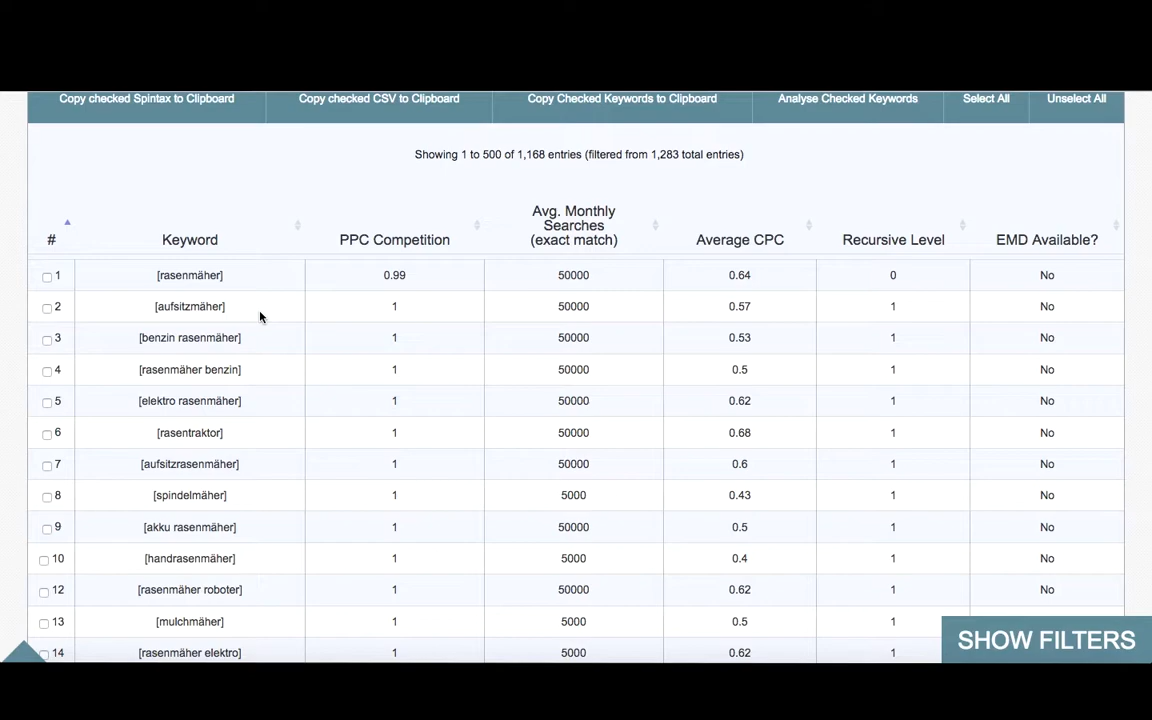 Copy checked Spintax to Clipboard Copy checked CSV to Clipboard Copy Checked Keywords to Clipboard Analyse Checked Keywords Select All Unselect All
Showing 1 to 500 of 1,168 entries (filtered from 1,283 total entries)
# Keyword PPC Competition Avg. Monthly Searches (exact match) Average CPC Recursive Level EMD Available?
1 [rasenmäher] 0.99 50000 0.64 0 No
2 [aufsitzmäher] 1 50000 0.57 1 No
3 [benzin rasenmäher] 1 50000 0.53 1 No
4 [rasenmäher benzin] 1 50000 0.5 1 No
5 [elektro rasenmäher] 1 50000 0.62 1 No
6 [rasentraktor] 1 50000 0.68 1 No
7 [aufsitzrasenmäher] 1 50000 0.6 1 No
8 [spindelmäher] 1 5000 0.43 1 No
9 [akku rasenmäher] 1 50000 0.5 1 No
10 [handrasenmäher] 1 5000 0.4 1 No
12 [rasenmäher roboter] 1 50000 0.62 1 No
13 [mulchmäher] 1 5000 0.5 1
14 [rasenmäher elektro] 1 5000 0.62 1
SHOW FILTERS